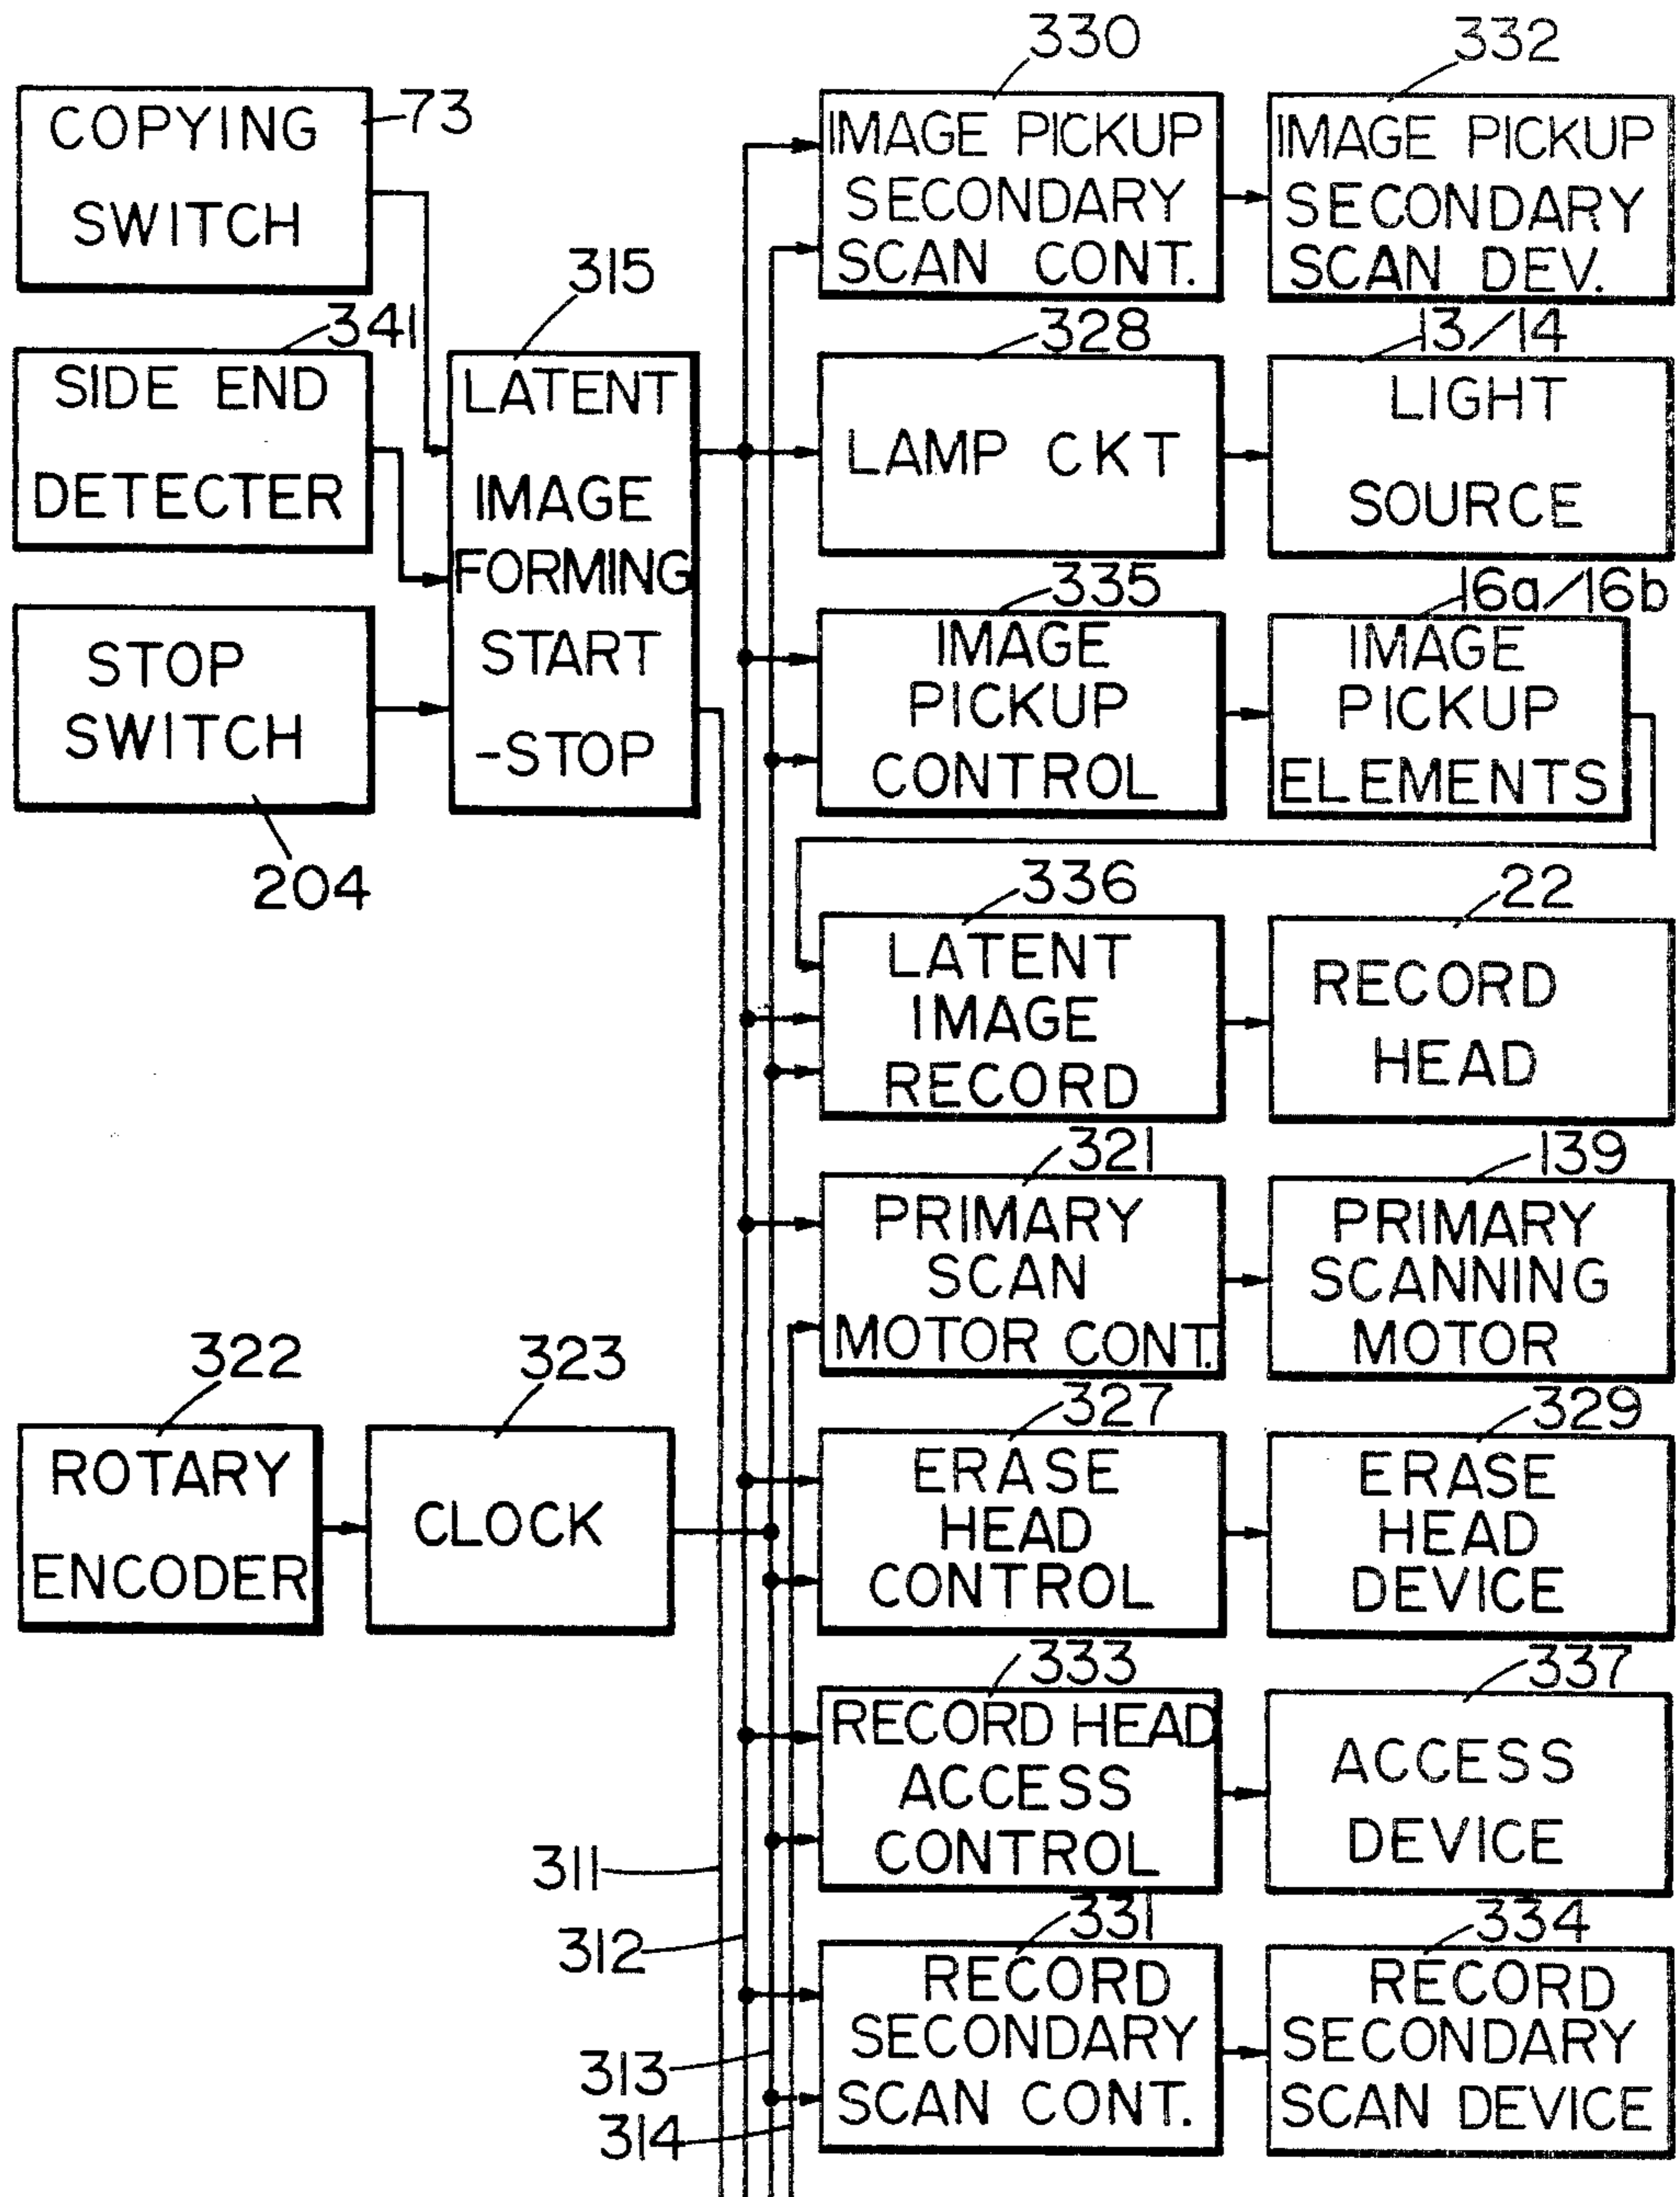 73
COPYING
SWITCH
341
SIDE END
DETECTER
STOP
SWITCH
204
315
LATENT
IMAGE
FORMING
START
-STOP
322
ROTARY
ENCODER
323
CLOCK
311
312
313
314
330
IMAGE PICKUP
SECONDARY
SCAN CONT.
332
IMAGE PICKUP
SECONDARY
SCAN DEV.
328
LAMP CKT
13/14
LIGHT
SOURCE
335
IMAGE
PICKUP
CONTROL
16a/16b
IMAGE
PICKUP
ELEMENTS
336
LATENT
IMAGE
RECORD
22
RECORD
HEAD
321
PRIMARY
SCAN
MOTOR CONT.
139
PRIMARY
SCANNING
MOTOR
327
ERASE
HEAD
CONTROL
329
ERASE
HEAD
DEVICE
333
RECORD HEAD
ACCESS
CONTROL
337
ACCESS
DEVICE
331
RECORD
SECONDARY
SCAN CONT.
334
RECORD
SECONDARY
SCAN DEVICE